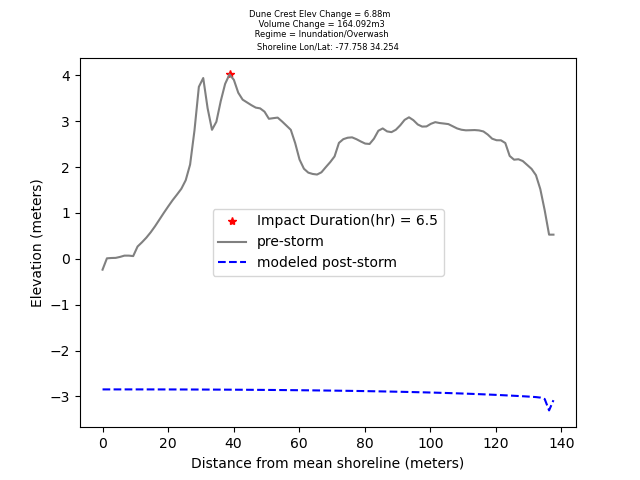 Dune Crest Elev Change = 6.88m
Volume Change = 164.092m3
Regime = Inundation/Overwash
Shoreline Lon/Lat: -77.758 34.254
4
3
2
1
0
−1
−2
−3
Elevation (meters)
Impact Duration(hr) = 6.5
pre-storm
modeled post-storm
0 20 40 60 80 100 120 140
Distance from mean shoreline (meters)